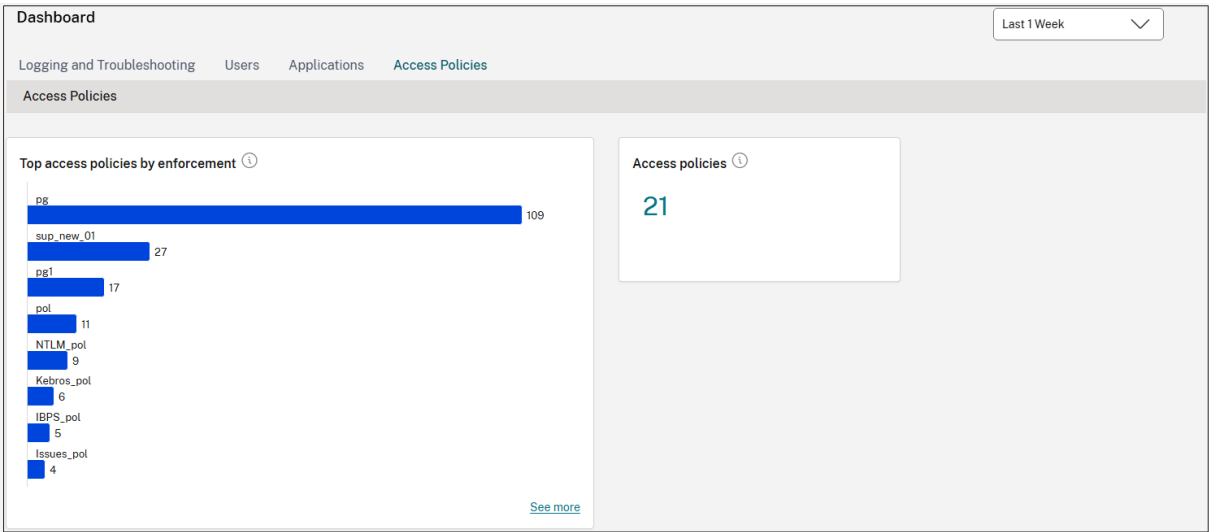 Dashboard
Last 1 Week
Logging and Troubleshooting Users Applications Access Policies
Access Policies
Top access policies by enforcement
pg
109
sup_new_01
27
pg1
17
pol
11
NTLM_pol
9
Kebros_pol
6
IBPS_pol
5
Issues_pol
4
See more
Access policies
21